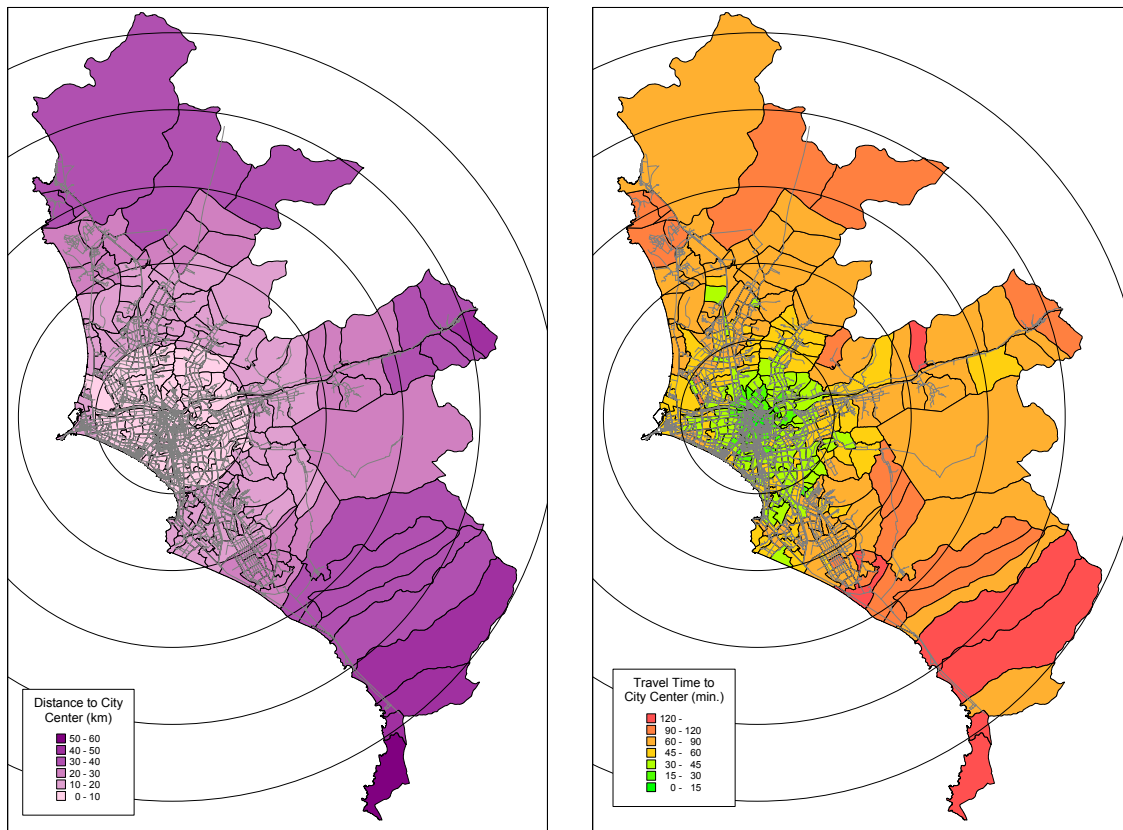 Distance to City
Center (km)
50 - 60
40 - 50
30 - 40
20 - 30
10 - 20
0 - 10
Travel Time to
City Center (min.)
120 -
90 - 120
60 - 90
45 - 60
30 - 45
15 - 30
0 - 15